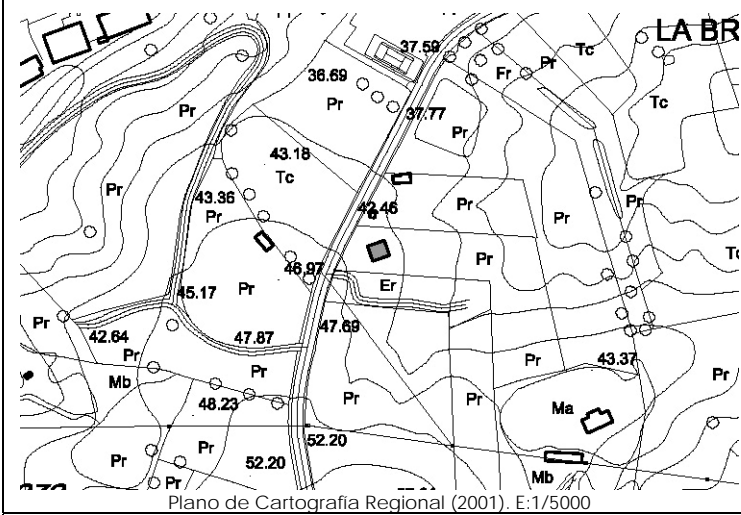 37.59
LA BR
Tc
Pr
36.69
Fr
Pr
Pr
Tc
37.77
Pr
43.18
Tc
Pr
43.36
Pr
42.46
Pr
Pr
Pr
Pr
46.97
Er
Tc
Pr
45.17
Pr
47.69
42.64
47.87
Pr
Pr
Pr
43.37
Pr
Mb
48.23
Pr
Pr
Ma
Pr
Pr
52.20
Pr
52.20
Pr
Mb
Plano de Cartografía Regional (2001). E:1/5000